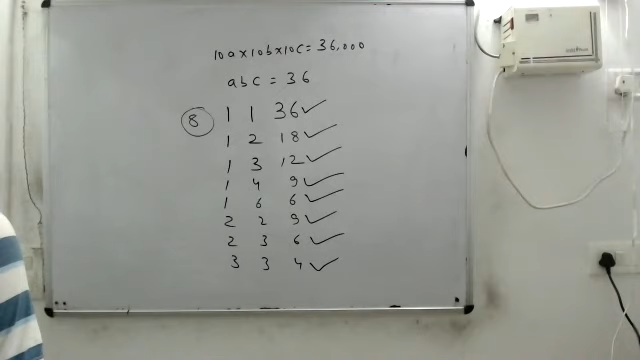 10a×10b×10c = 36,000
abc = 36
8 1 1 36 ✓
1 2 18 ✓
1 3 12 ✓
1 4 9 ✓
1 6 6 ✓
2 2 9 ✓
2 3 6 ✓
3 3 4 ✓